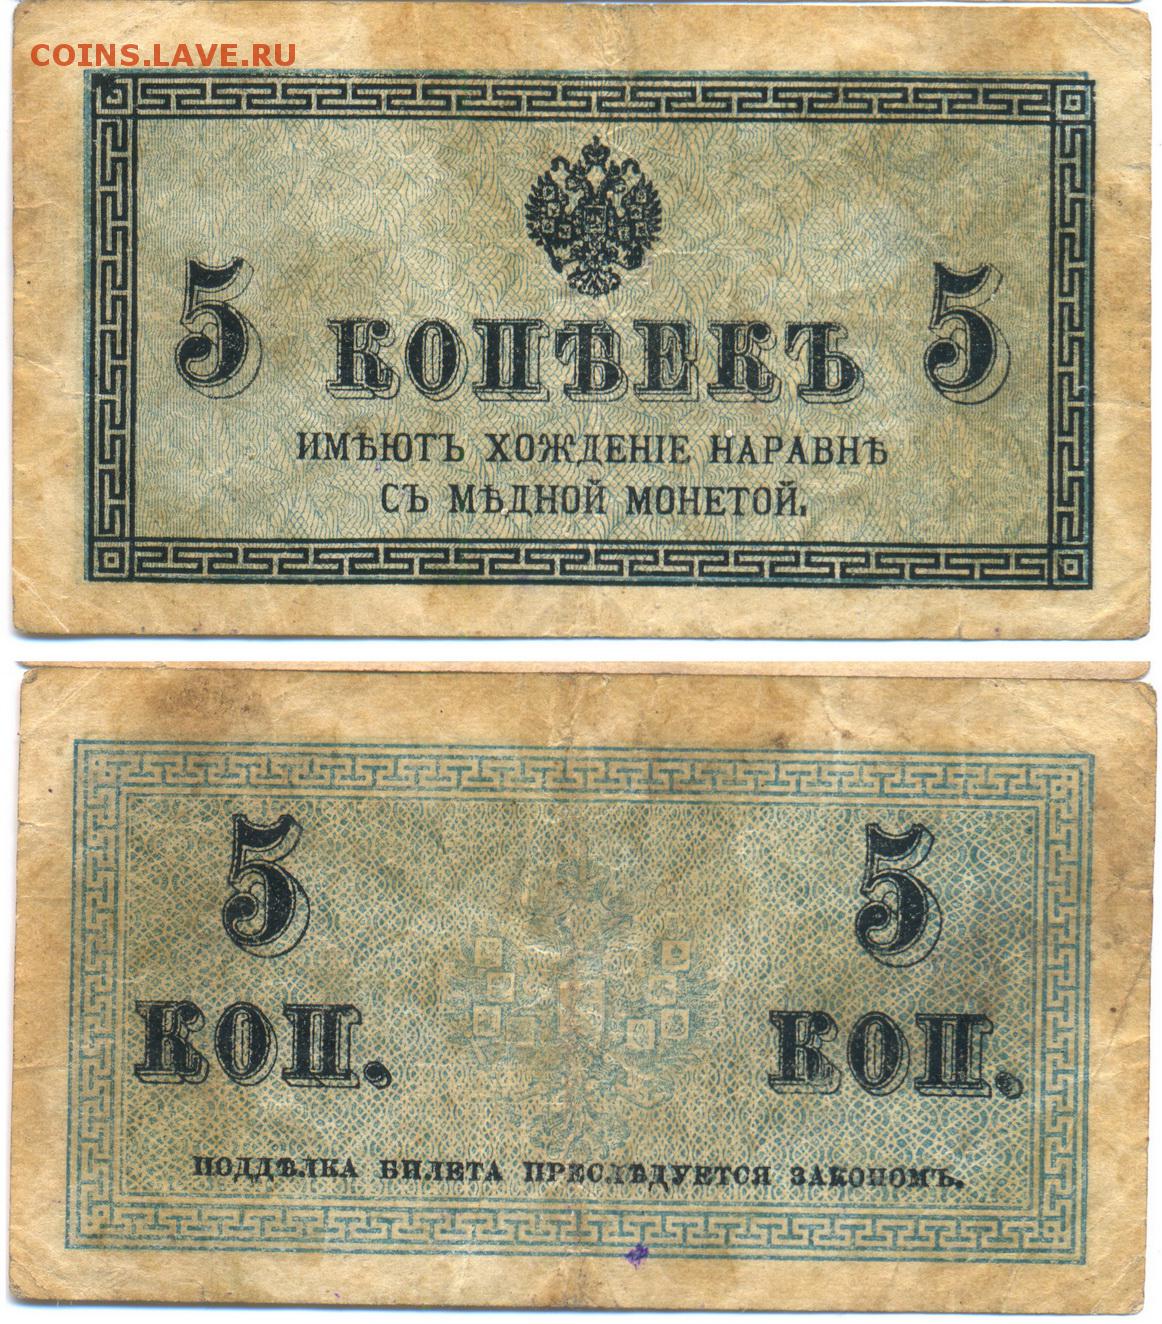 COINS.LAVE.RU
5 КОПѢЕКЪ 5
ИМѢЮТЪ ХОЖДЕНІЕ НАРАВНѢ
СЪ МѢДНОЙ МОНЕТОЙ.
5 5
КОП. КОП.
ПОДДѢЛКА БИЛЕТА ПРЕСЛѢДУЕТСЯ ЗАКОНОМЪ.